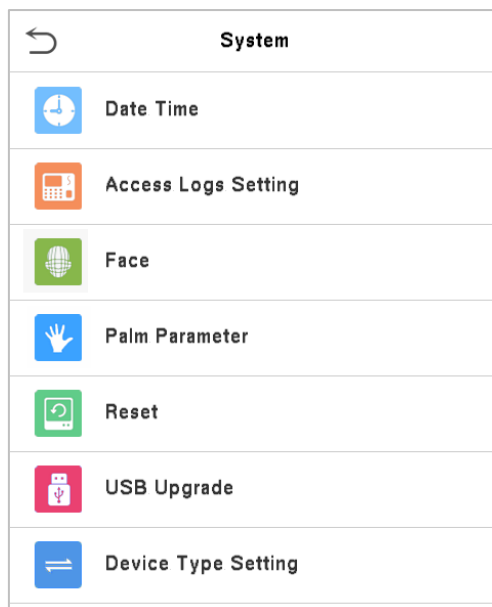 System
Date Time
Access Logs Setting
Face
Palm Parameter
Reset
USB Upgrade
Device Type Setting